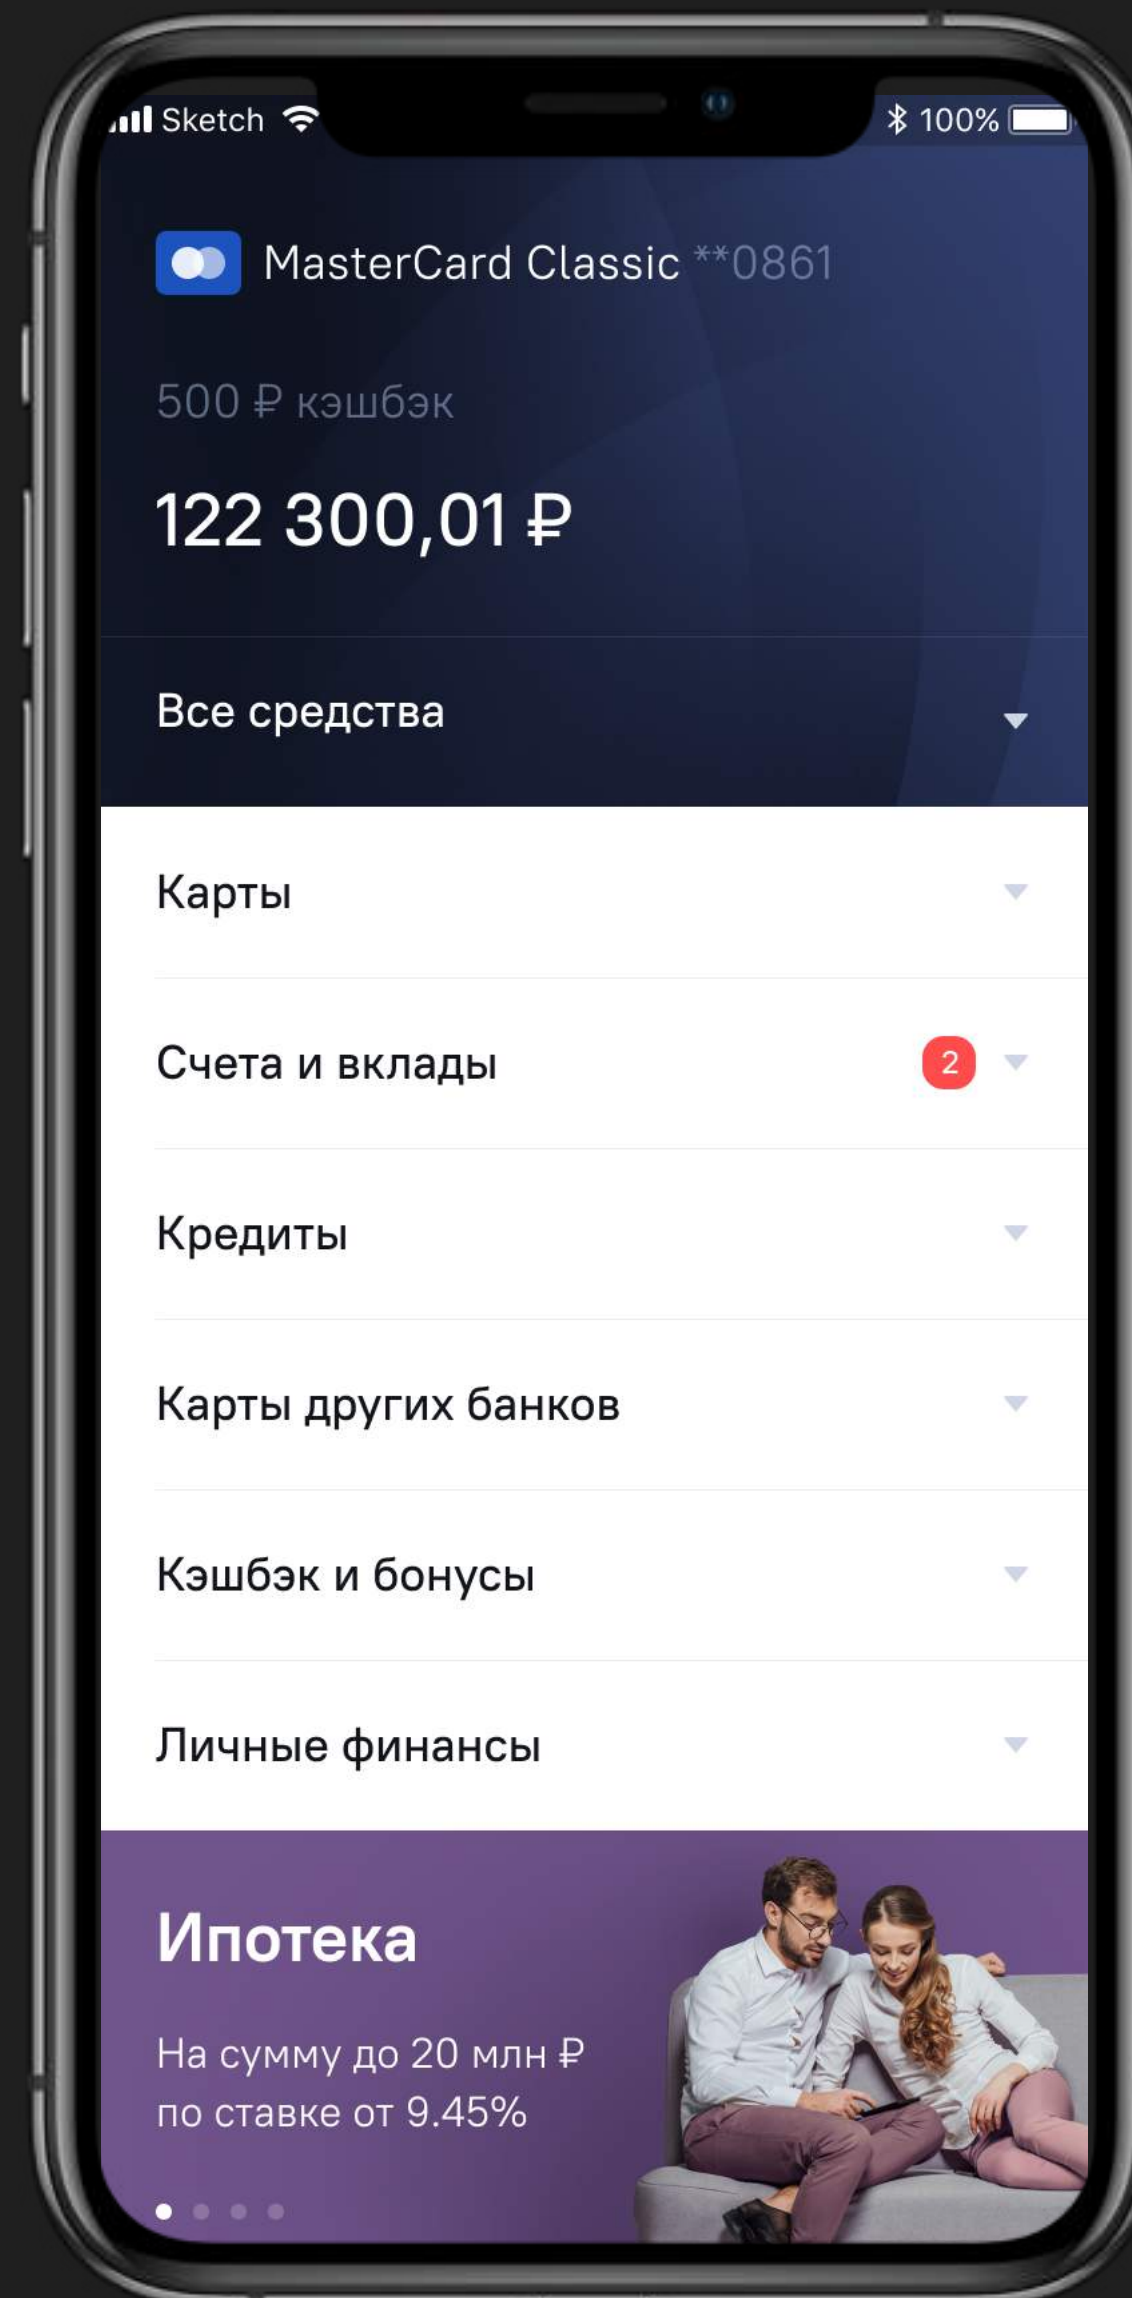 Sketch 100%
MasterCard Classic **0861
500 ₽ кэшбэк
122 300,01 ₽
Все средства
Карты
Счета и вклады 2
Кредиты
Карты других банков
Кэшбэк и бонусы
Личные финансы
Ипотека
На сумму до 20 млн ₽
по ставке от 9.45%